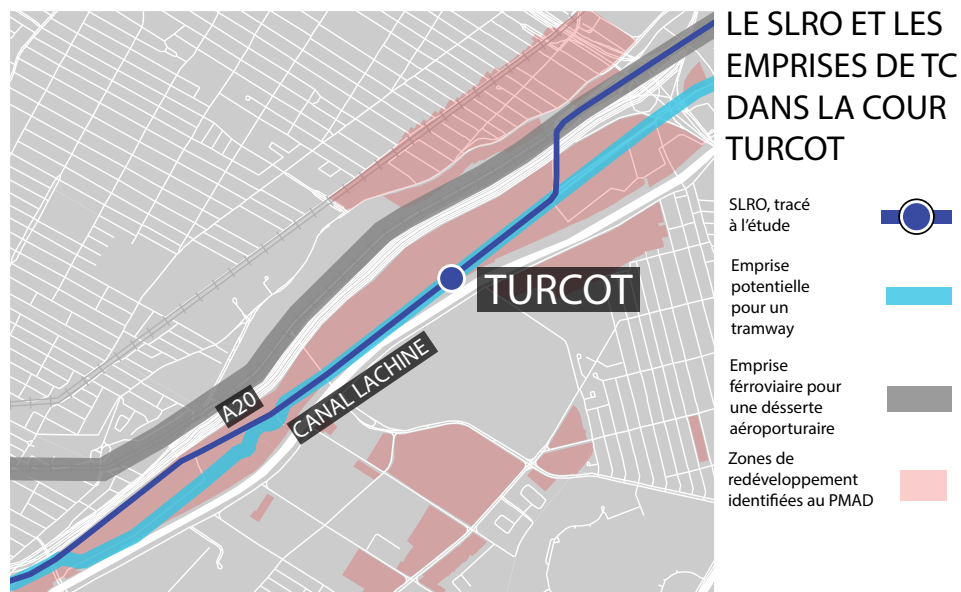 LE SLRO ET LES
EMPRISES DE TC
DANS LA COUR
TURCOT
SLRO, tracé
à l'étude
Emprise
potentielle
pour un
tramway
Emprise
férroviaire pour
une désserte
aéroporturaire
Zones de
redéveloppement
identifiées au PMAD
TURCOT
A20
CANAL LACHINE